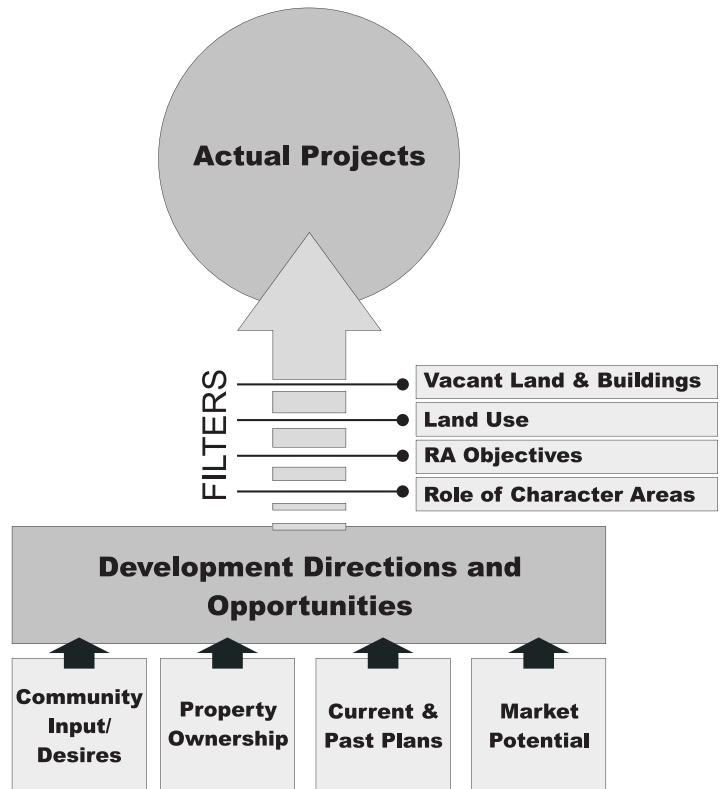 Actual Projects
FILTERS
Vacant Land & Buildings
Land Use
RA Objectives
Role of Character Areas
Development Directions and
Opportunities
Community
Input/
Desires
Property
Ownership
Current &
Past Plans
Market
Potential